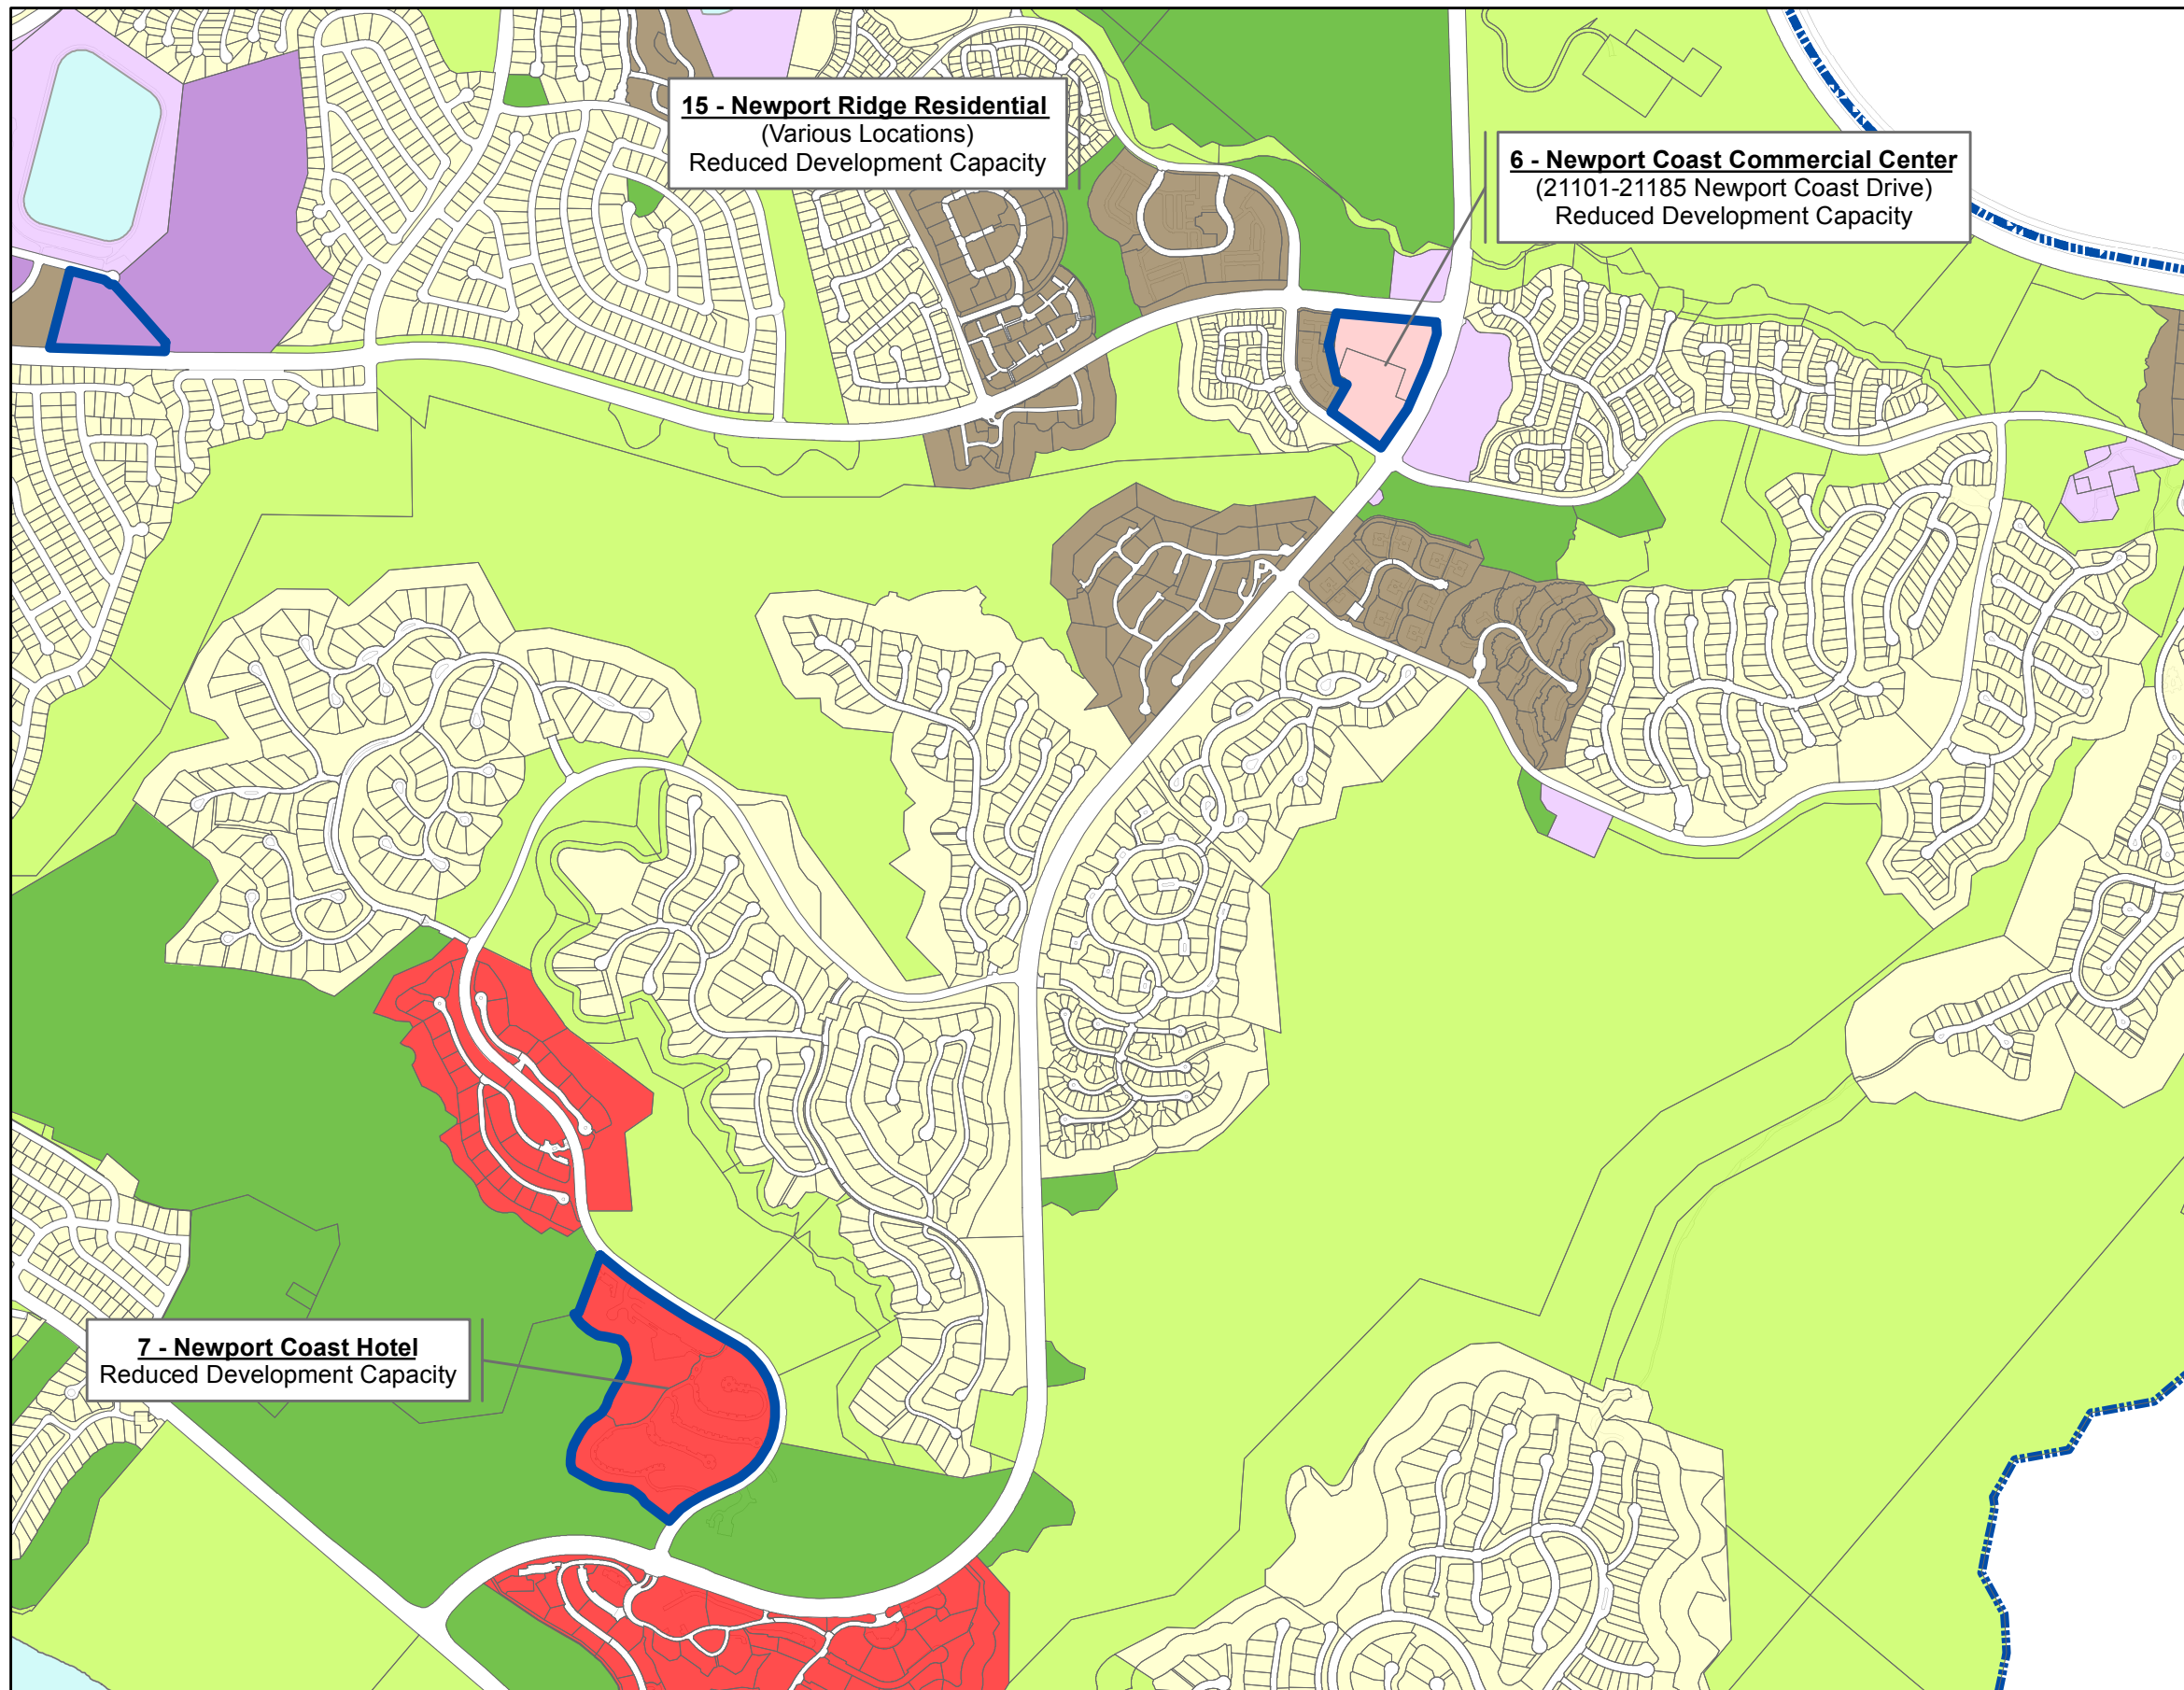 15 - Newport Ridge Residential
(Various Locations)
Reduced Development Capacity
6 - Newport Coast Commercial Center
(21101-21185 Newport Coast Drive)
Reduced Development Capacity
7 - Newport Coast Hotel
Reduced Development Capacity